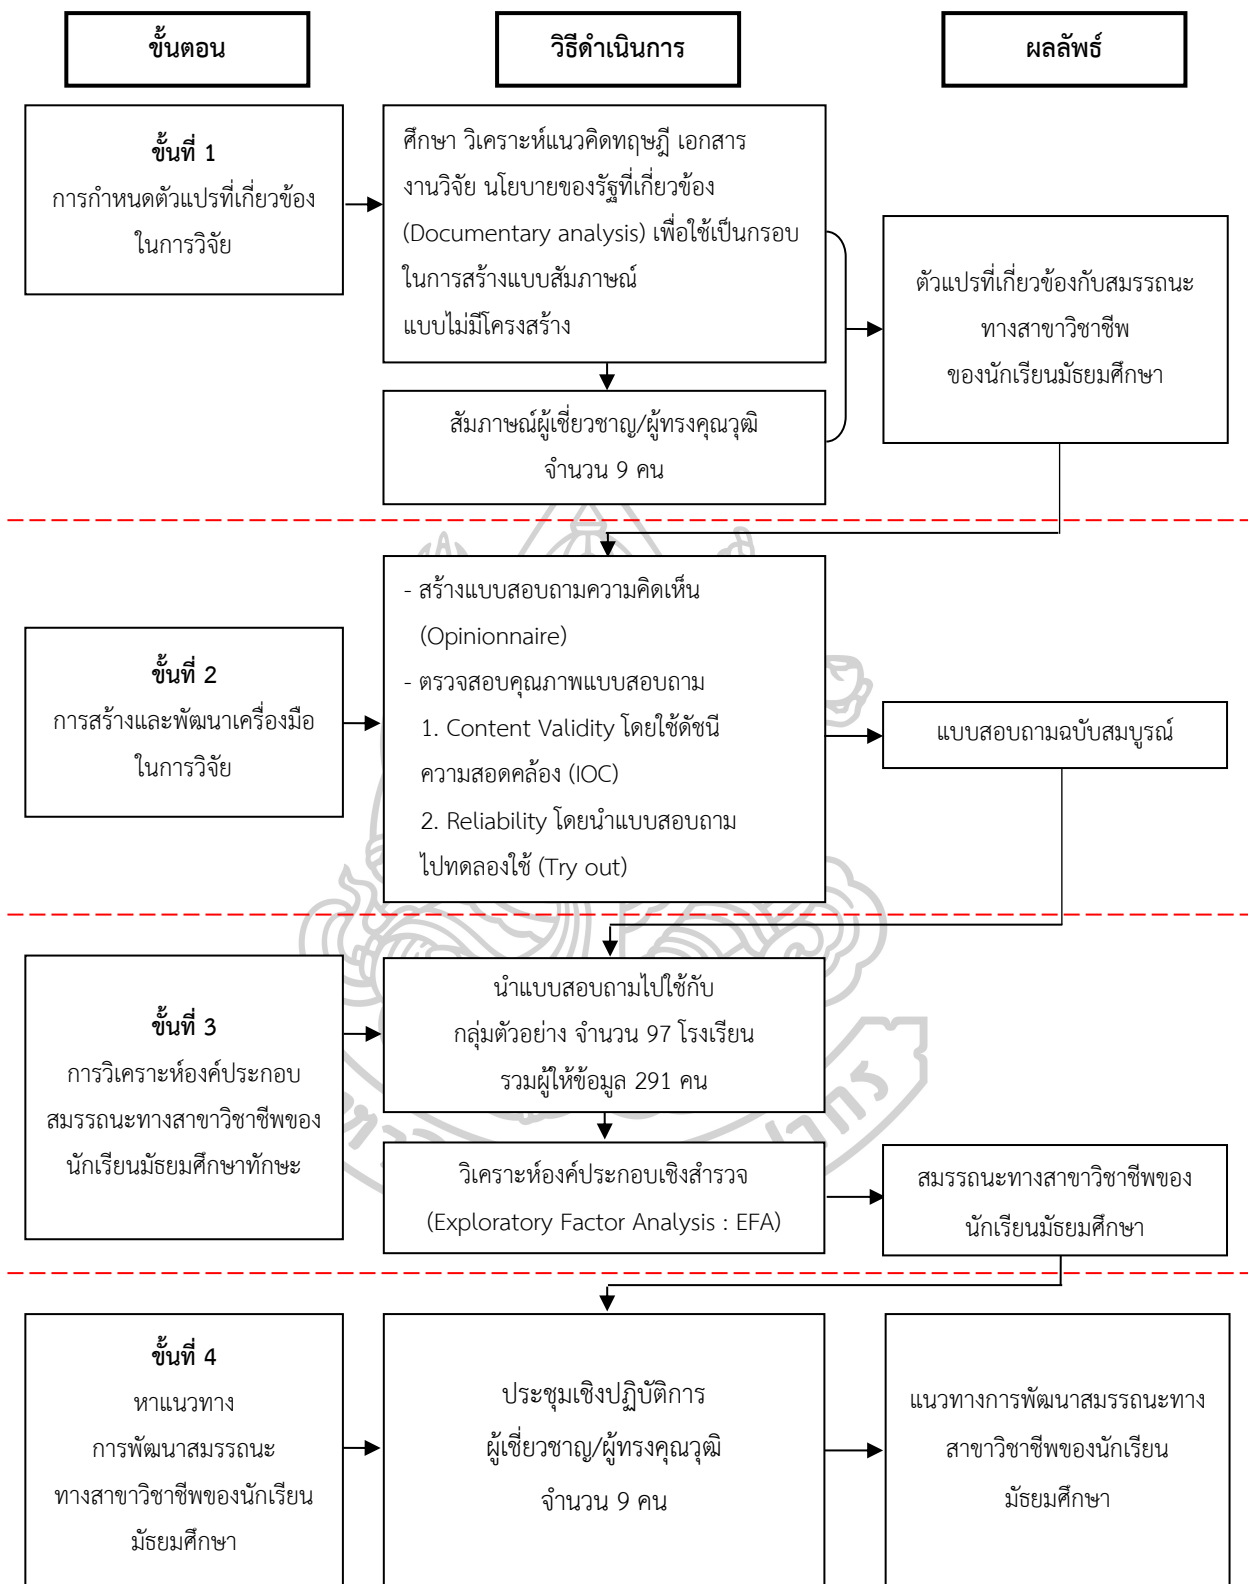 ขั้นตอน
วิธีดำเนินการ
ผลลัพธ์
ขั้นที่ 1
การกำหนดตัวแปรที่เกี่ยวข้อง
ในการวิจัย
ศึกษา วิเคราะห์แนวคิดทฤษฎี เอกสาร
งานวิจัย นโยบายของรัฐที่เกี่ยวข้อง
(Documentary analysis) เพื่อใช้เป็นกรอบ
ในการสร้างแบบสัมภาษณ์
แบบไม่มีโครงสร้าง
สัมภาษณ์ผู้เชี่ยวชาญ/ผู้ทรงคุณวุฒิ
จำนวน 9 คน
ตัวแปรที่เกี่ยวข้องกับสมรรถนะ
ทางสาขาวิชาชีพ
ของนักเรียนมัธยมศึกษา
ขั้นที่ 2
การสร้างและพัฒนาเครื่องมือ
ในการวิจัย
- สร้างแบบสอบถามความคิดเห็น
(Opinionnaire)
- ตรวจสอบคุณภาพแบบสอบถาม
1. Content Validity โดยใช้ดัชนี
ความสอดคล้อง (IOC)
2. Reliability โดยนำแบบสอบถาม
ไปทดลองใช้ (Try out)
แบบสอบถามฉบับสมบูรณ์
ขั้นที่ 3
การวิเคราะห์องค์ประกอบ
สมรรถนะทางสาขาวิชาชีพของ
นักเรียนมัธยมศึกษาทักษะ
นำแบบสอบถามไปใช้กับ
กลุ่มตัวอย่าง จำนวน 97 โรงเรียน
รวมผู้ให้ข้อมูล 291 คน
วิเคราะห์องค์ประกอบเชิงสำรวจ
(Exploratory Factor Analysis : EFA)
สมรรถนะทางสาขาวิชาชีพของ
นักเรียนมัธยมศึกษา
ขั้นที่ 4
หาแนวทาง
การพัฒนาสมรรถนะ
ทางสาขาวิชาชีพของนักเรียน
มัธยมศึกษา
ประชุมเชิงปฏิบัติการ
ผู้เชี่ยวชาญ/ผู้ทรงคุณวุฒิ
จำนวน 9 คน
แนวทางการพัฒนาสมรรถนะทาง
สาขาวิชาชีพของนักเรียน
มัธยมศึกษา